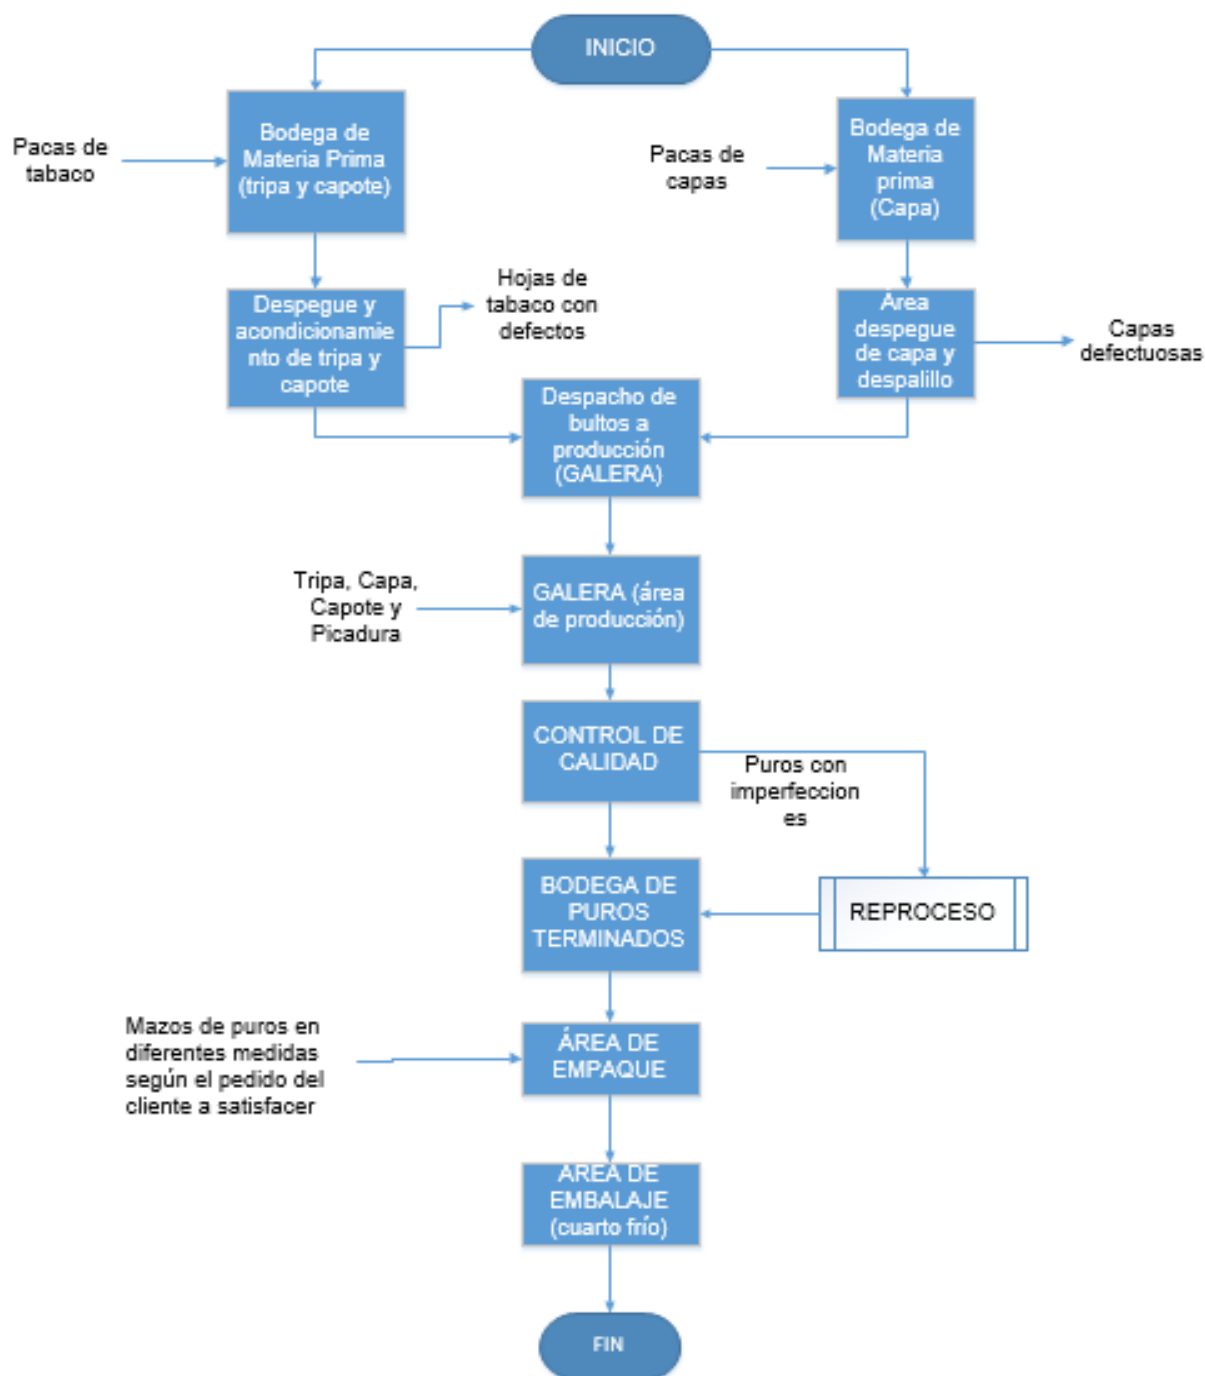 INICIO
Pacas de
tabaco
Bodega de
Materia Prima
(tripa y capote)
Pacas de
capas
Bodega de
Materia
prima
(Capa)
Despegue y
acondicionamie
nto de tripa y
capote
Hojas de
tabaco con
defectos
Área
despegue
de capa y
despalillo
Capas
defectuosas
Despacho de
bultos a
producción
(GALERA)
Tripa, Capa,
Capote y
Picadura
GALERA (área
de producción)
CONTROL DE
CALIDAD
Puros con
imperfeccion
es
BODEGA DE
PUROS
TERMINADOS
REPROCESO
Mazos de puros en
diferentes medidas
según el pedido del
cliente a satisfacer
ÁREA DE
EMPAQUE
ÁREA DE
EMBALAJE
(cuarto frío)
FIN